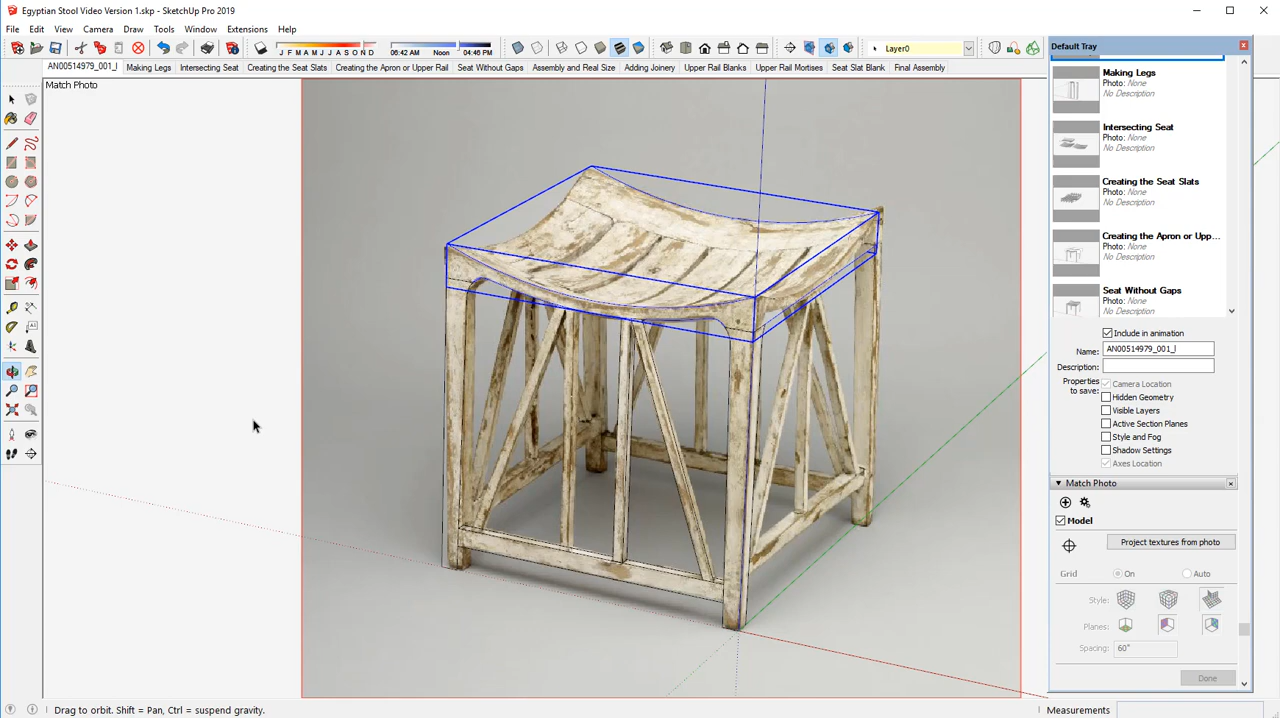 Egyptian Stool Video Version 1.skp - SketchUp Pro 2019
File Edit View Camera Draw Tools Window Extensions Help
J F M A M J J A S O N D 06:42 AM Noon 04:46 PM Layer0
AN00514979_001_l Making Legs Intersecting Seat Creating the Seat Slats Creating the Apron or Upper Rail Seat Without Gaps Assembly and Real Size Adding Joinery Upper Rail Blanks Upper Rail Mortises Seat Slat Blank Final Assembly
Match Photo
Default Tray
Making Legs
Photo: None
No Description
Intersecting Seat
Photo: None
No Description
Creating the Seat Slats
Photo: None
No Description
Creating the Apron or Upp...
Photo: None
No Description
Seat Without Gaps
Photo: None
No Description
Include in animation
Name: AN00514979_001_l
Description:
Properties to save:
Camera Location
Hidden Geometry
Visible Layers
Active Section Planes
Style and Fog
Shadow Settings
Axes Location
Match Photo
Model
Project textures from photo
Grid On Auto
Style:
Planes:
Spacing: 60"
Done
Drag to orbit. Shift = Pan, Ctrl = suspend gravity.
Measurements